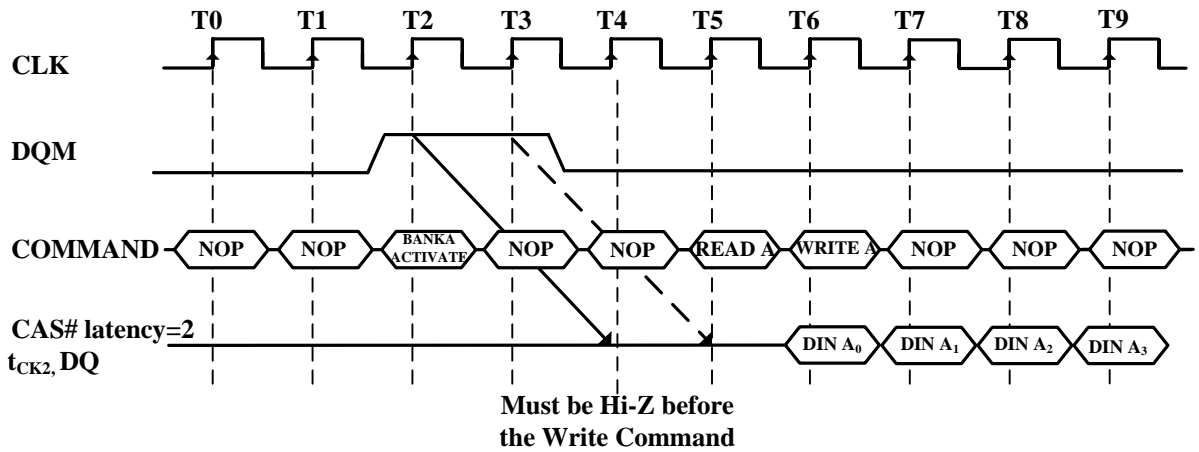 T0 T1 T2 T3 T4 T5 T6 T7 T8 T9
CLK
DQM
COMMAND NOP NOP BANKA ACTIVATE NOP NOP READ A WRITE A NOP NOP NOP
CAS# latency=2
tCK2, DQ DIN A0 DIN A1 DIN A2 DIN A3
Must be Hi-Z before
the Write Command